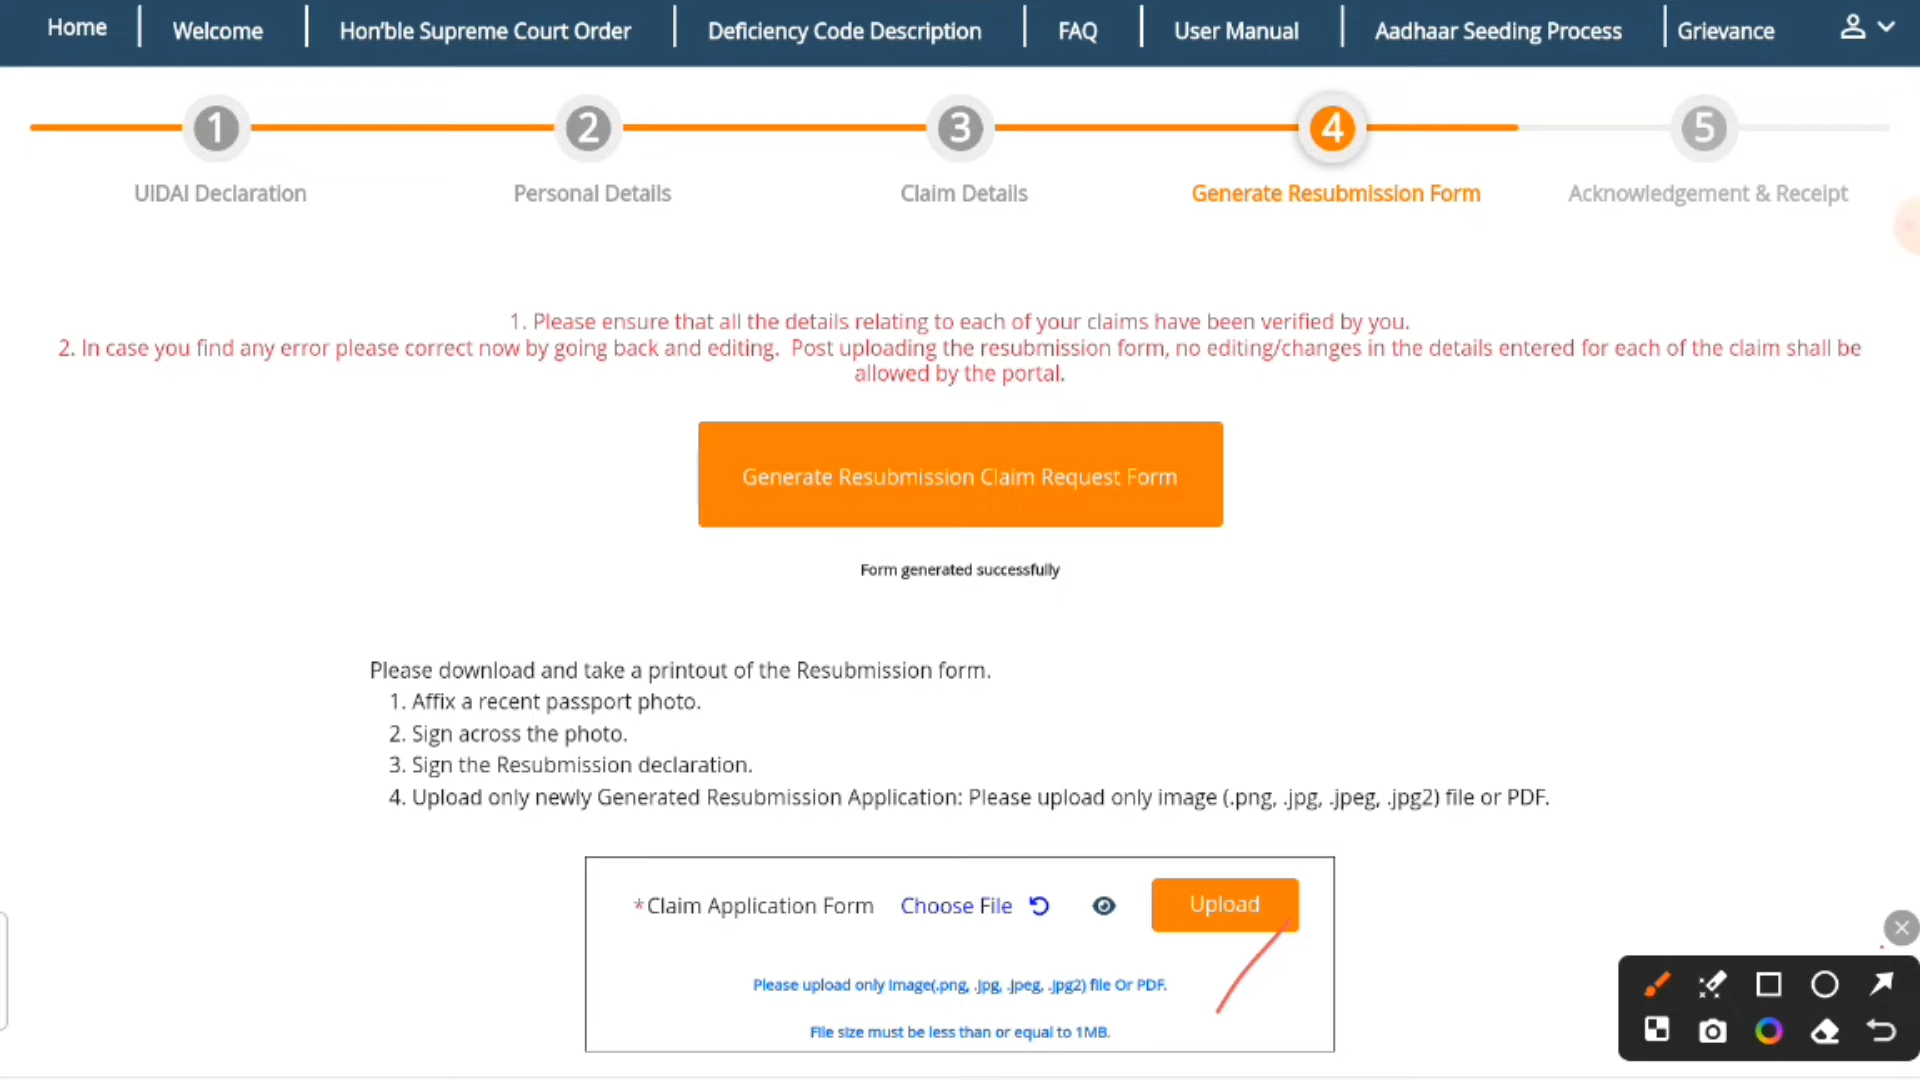 Home
Welcome
Hon'ble Supreme Court Order
Deficiency Code Description
FAQ
User Manual
Aadhaar Seeding Process
Grievance
1
2
3
4
5
UIDAI Declaration
Personal Details
Claim Details
Generate Resubmission Form
Acknowledgement & Receipt
1. Please ensure that all the details relating to each of your claims have been verified by you.
2. In case you find any error please correct now by going back and editing. Post uploading the resubmission form, no editing/changes in the details entered for each of the claim shall be
allowed by the portal.
Generate Resubmission Claim Request Form
Form generated successfully
Please download and take a printout of the Resubmission form.
1. Affix a recent passport photo.
2. Sign across the photo.
3. Sign the Resubmission declaration.
4. Upload only newly Generated Resubmission Application: Please upload only image (.png, .jpg, .jpeg, .jpg2) file or PDF.
*Claim Application Form
Choose File
Upload
Please upload only Image(.png, .Jpg, .Jpeg, .Jpg2) file Or PDF.
File size must be less than or equal to 1MB.